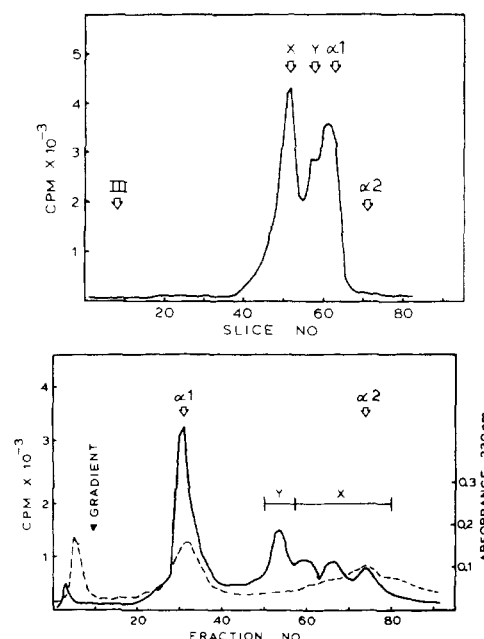 X Y α1
5
4
3
2
1
CPM X 10⁻³
III
α2
20 40 60 80
SLICE NO
4
3
2
1
CPM X 10⁻³
GRADIENT
α1
α2
Y X
0.3
0.2
0.1
ABSORBANCE 230nm
20 40 60 80
FRACTION NO